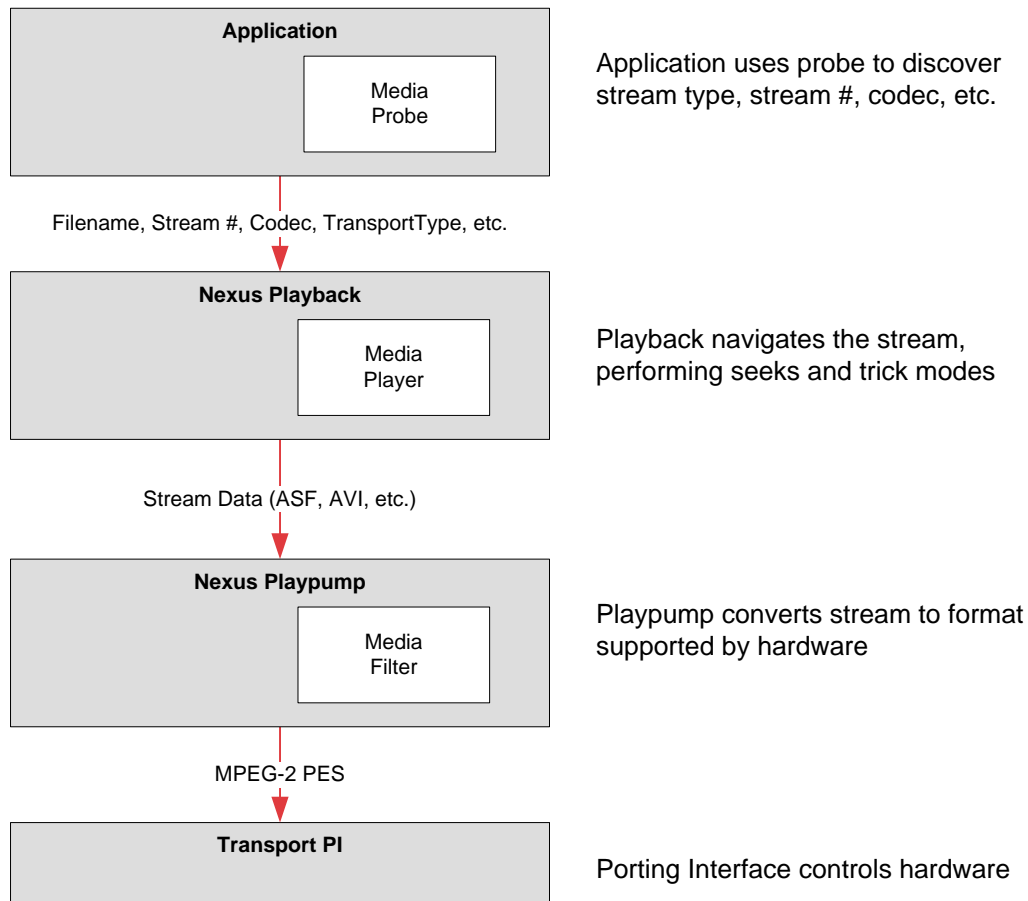 Application
Media
Probe
Application uses probe to discover
stream type, stream #, codec, etc.
Filename, Stream #, Codec, TransportType, etc.
Nexus Playback
Media
Player
Playback navigates the stream,
performing seeks and trick modes
Stream Data (ASF, AVI, etc.)
Nexus Playpump
Media
Filter
Playpump converts stream to format
supported by hardware
MPEG-2 PES
Transport PI
Porting Interface controls hardware